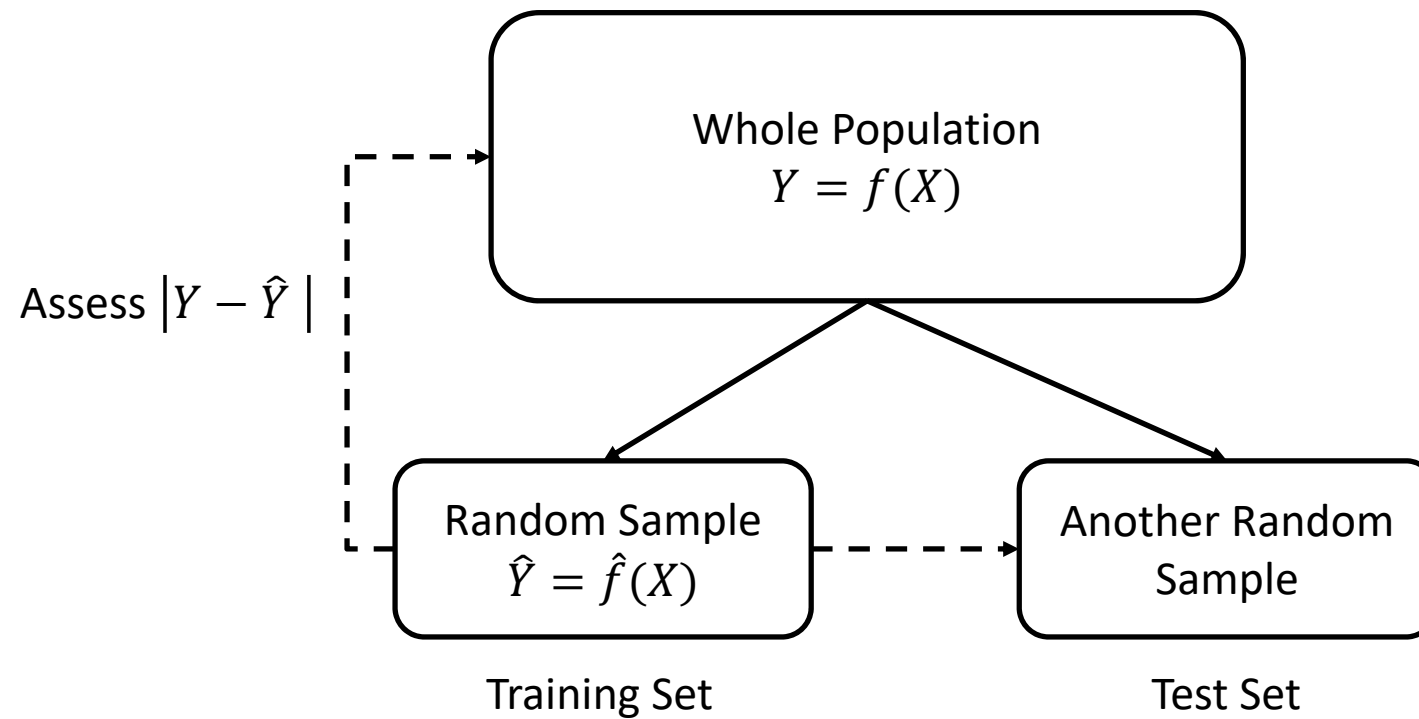 Whole Population
𝑌 = 𝑓(𝑋)
Assess |𝑌 − 𝑌̂ |
Random Sample
𝑌̂ = 𝑓̂(𝑋)
Another Random
Sample
Training Set
Test Set